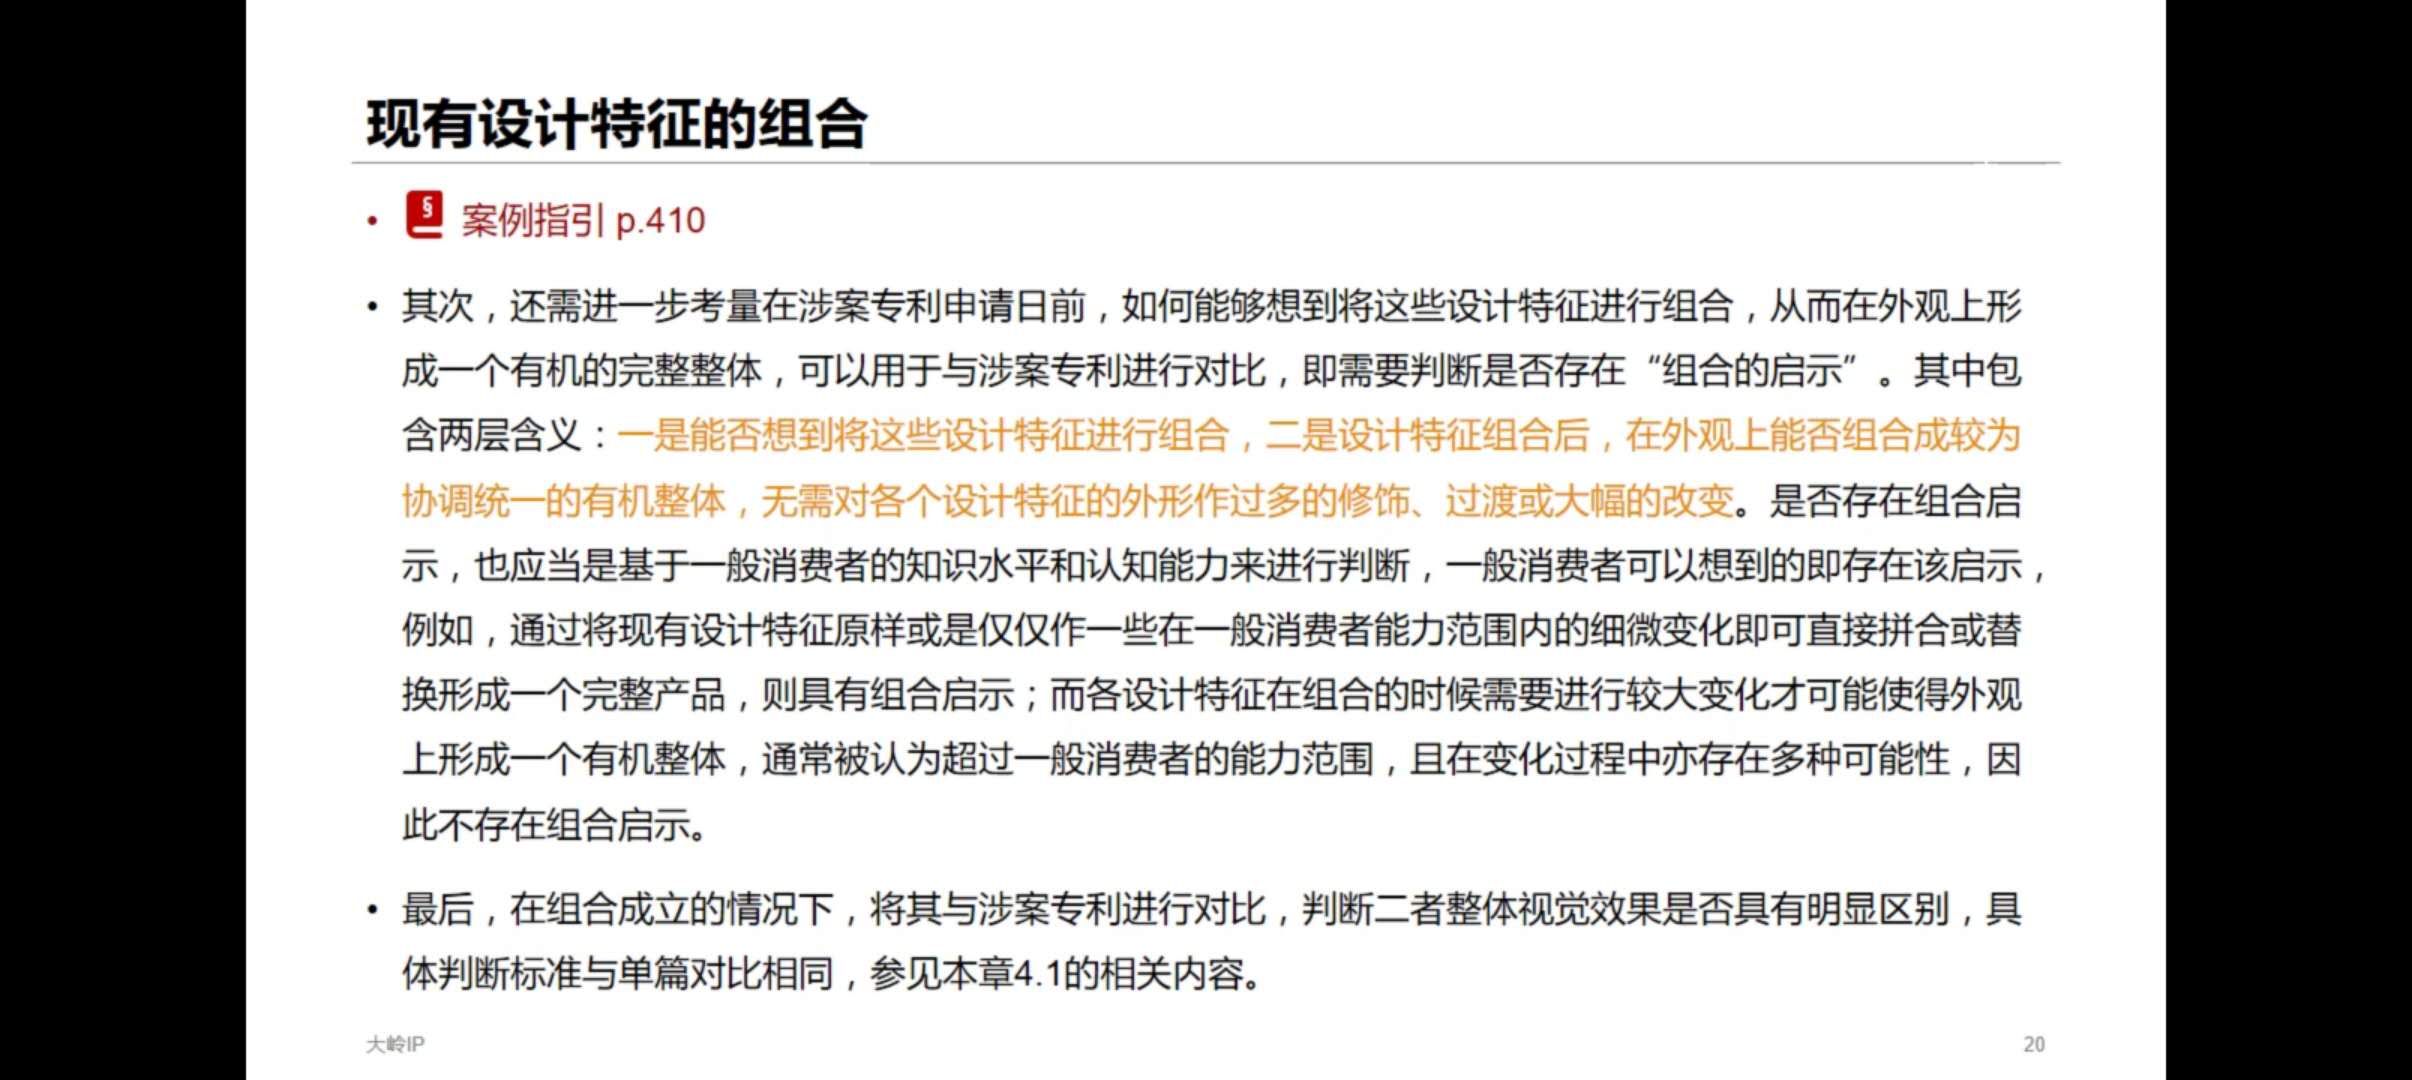 现有设计特征的组合
• § 案例指引 p.410
• 其次，还需进一步考量在涉案专利申请日前，如何能够想到将这些设计特征进行组合，从而在外观上形
成一个有机的完整整体，可以用于与涉案专利进行对比，即需要判断是否存在“组合的启示”。其中包
含两层含义：一是能否想到将这些设计特征进行组合，二是设计特征组合后，在外观上能否组合成较为
协调统一的有机整体，无需对各个设计特征的外形作过多的修饰、过渡或大幅的改变。是否存在组合启
示，也应当是基于一般消费者的知识水平和认知能力来进行判断，一般消费者可以想到的即存在该启示，
例如，通过将现有设计特征原样或是仅仅作一些在一般消费者能力范围内的细微变化即可直接拼合或替
换形成一个完整产品，则具有组合启示；而各设计特征在组合的时候需要进行较大变化才可能使得外观
上形成一个有机整体，通常被认为超过一般消费者的能力范围，且在变化过程中亦存在多种可能性，因
此不存在组合启示。
• 最后，在组合成立的情况下，将其与涉案专利进行对比，判断二者整体视觉效果是否具有明显区别，具
体判断标准与单篇对比相同，参见本章4.1的相关内容。
大岭IP
20